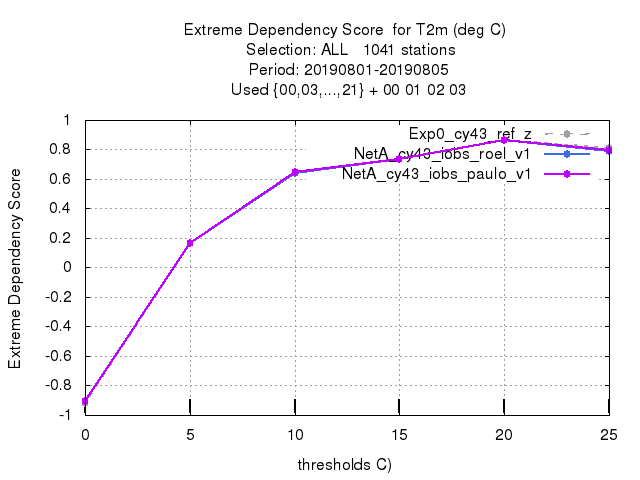 Extreme Dependency Score  for T2m (deg C)
Selection: ALL   1041 stations
Period: 20190801-20190805
Used {00,03,...,21} + 00 01 02 03
Exp0_cy43_ref_z
NetA_cy43_iobs_roel_v1
NetA_cy43_iobs_paulo_v1
Extreme Dependency Score
1
0.8
0.6
0.4
0.2
0
-0.2
-0.4
-0.6
-0.8
-1
0 5 10 15 20 25
thresholds C)